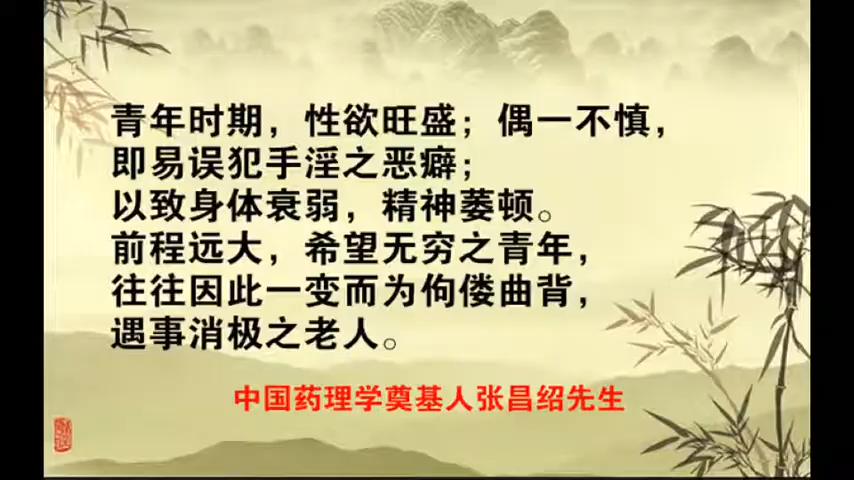 青年时期，性欲旺盛；偶一不慎，
即易误犯手淫之恶癖；
以致身体衰弱，精神萎顿。
前程远大，希望无穷之青年，
往往因此一变而为佝偻曲背，
遇事消极之老人。
中国药理学奠基人张昌绍先生